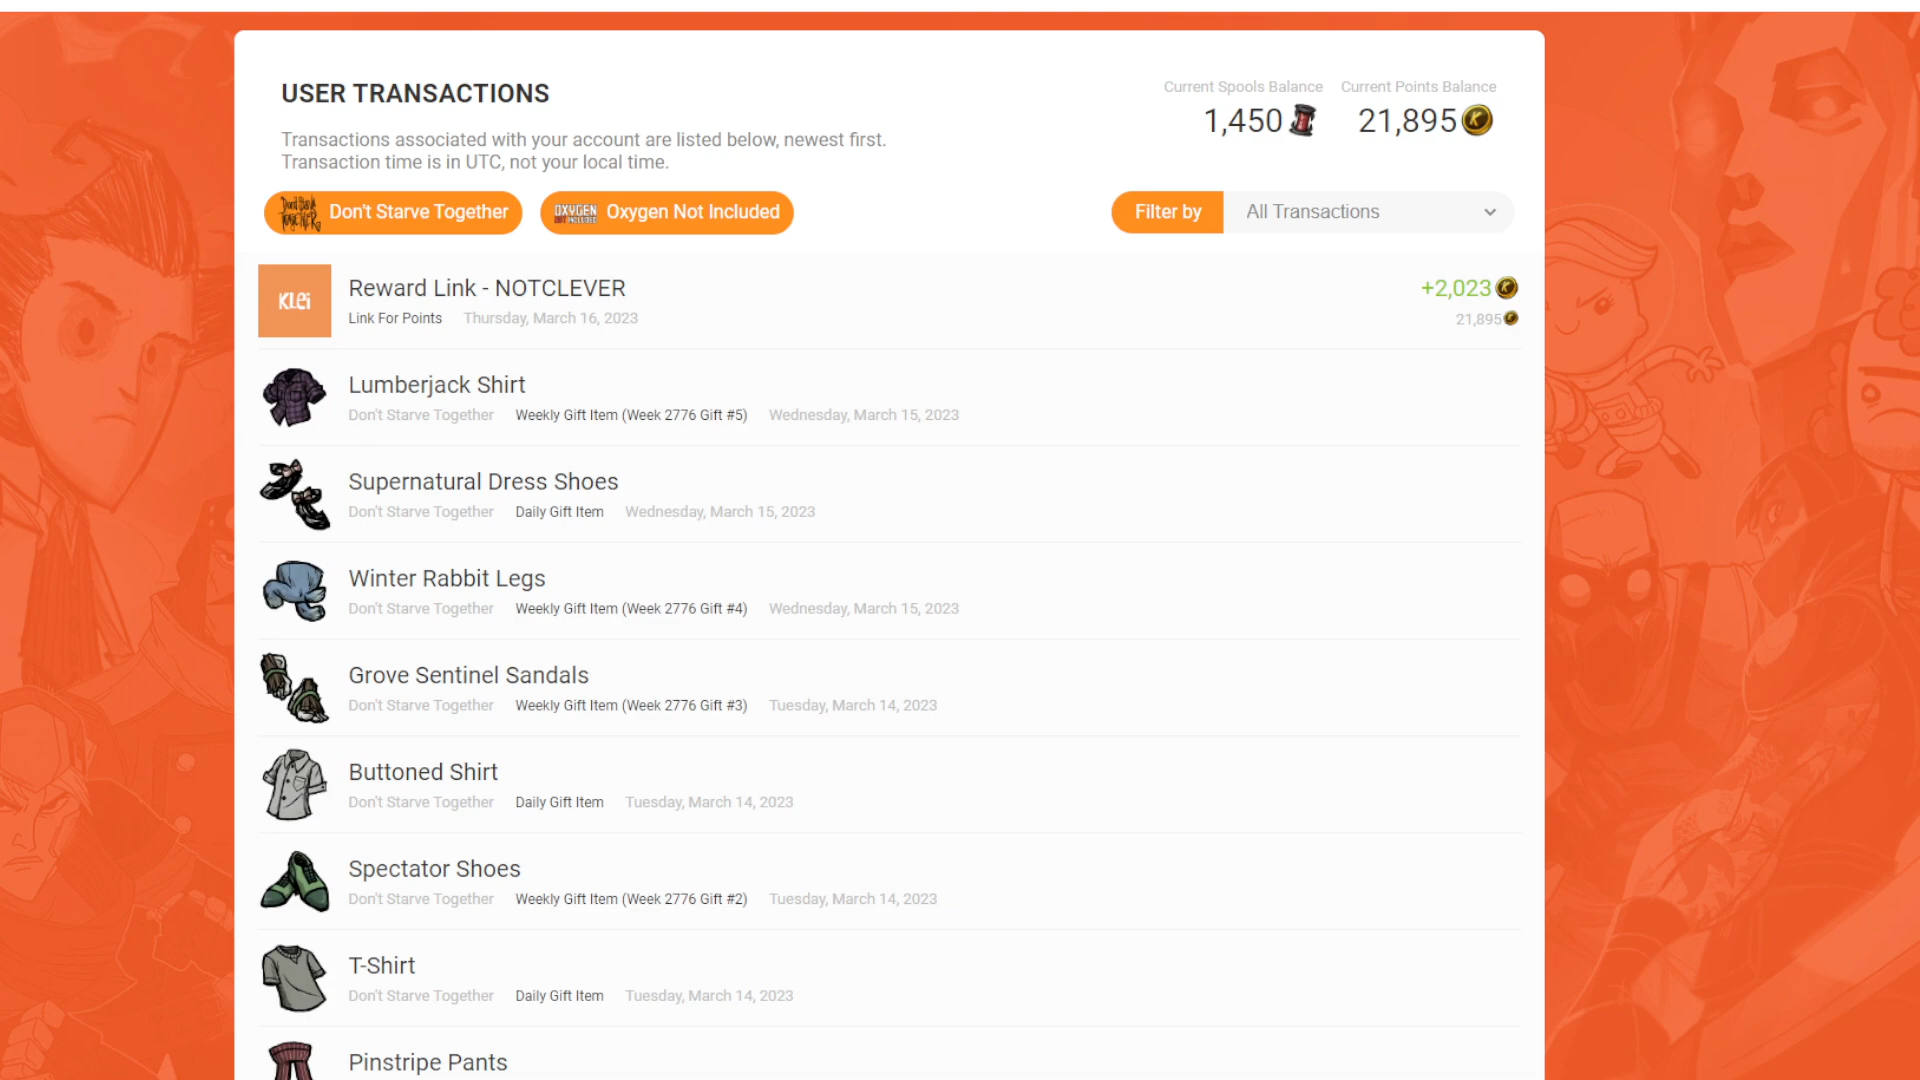 USER TRANSACTIONS
Transactions associated with your account are listed below, newest first.
Transaction time is in UTC, not your local time.
Current Spools Balance
1,450
Current Points Balance
21,895
Don't Starve Together
Don't Starve Together
OXYGEN
NOT INCLUDED
Oxygen Not Included
Filter by
All Transactions
KLei
Reward Link - NOTCLEVER
Link For Points Thursday, March 16, 2023
+2,023
21,895
Lumberjack Shirt
Don't Starve Together Weekly Gift Item (Week 2776 Gift #5) Wednesday, March 15, 2023
Supernatural Dress Shoes
Don't Starve Together Daily Gift Item Wednesday, March 15, 2023
Winter Rabbit Legs
Don't Starve Together Weekly Gift Item (Week 2776 Gift #4) Wednesday, March 15, 2023
Grove Sentinel Sandals
Don't Starve Together Weekly Gift Item (Week 2776 Gift #3) Tuesday, March 14, 2023
Buttoned Shirt
Don't Starve Together Daily Gift Item Tuesday, March 14, 2023
Spectator Shoes
Don't Starve Together Weekly Gift Item (Week 2776 Gift #2) Tuesday, March 14, 2023
T-Shirt
Don't Starve Together Daily Gift Item Tuesday, March 14, 2023
Pinstripe Pants